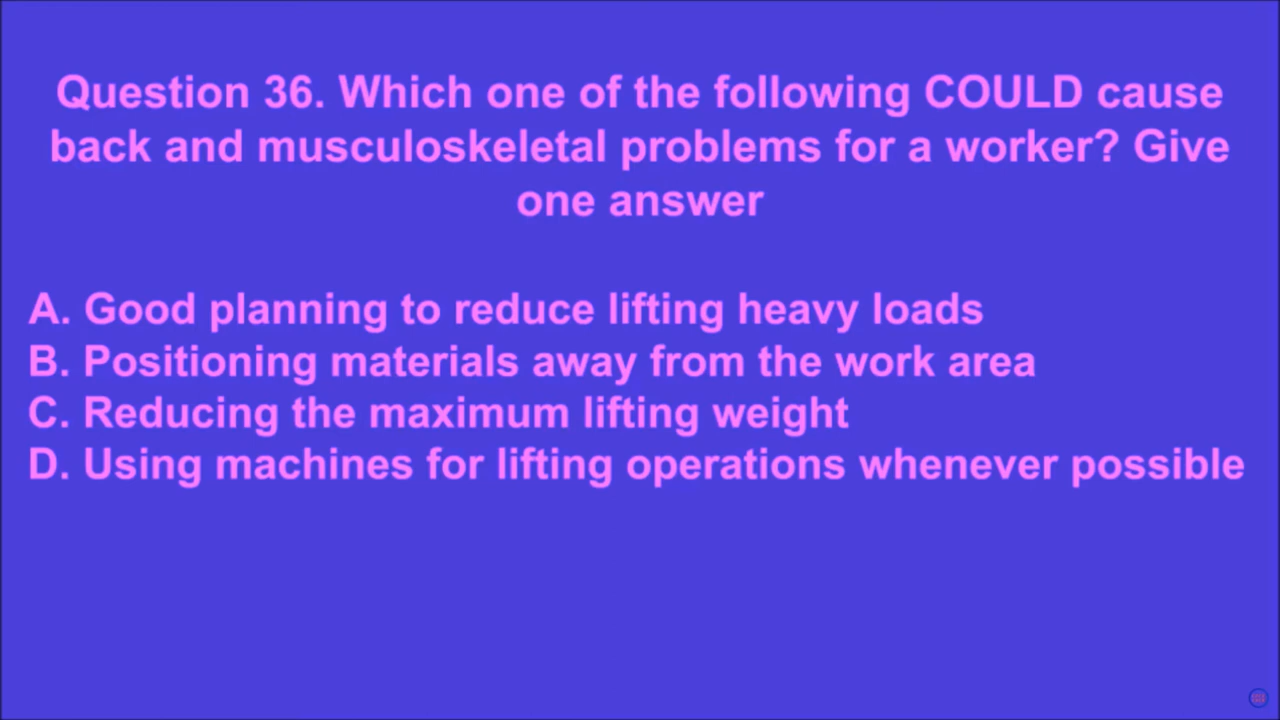 Question 36. Which one of the following COULD cause
back and musculoskeletal problems for a worker? Give
one answer
A. Good planning to reduce lifting heavy loads
B. Positioning materials away from the work area
C. Reducing the maximum lifting weight
D. Using machines for lifting operations whenever possible